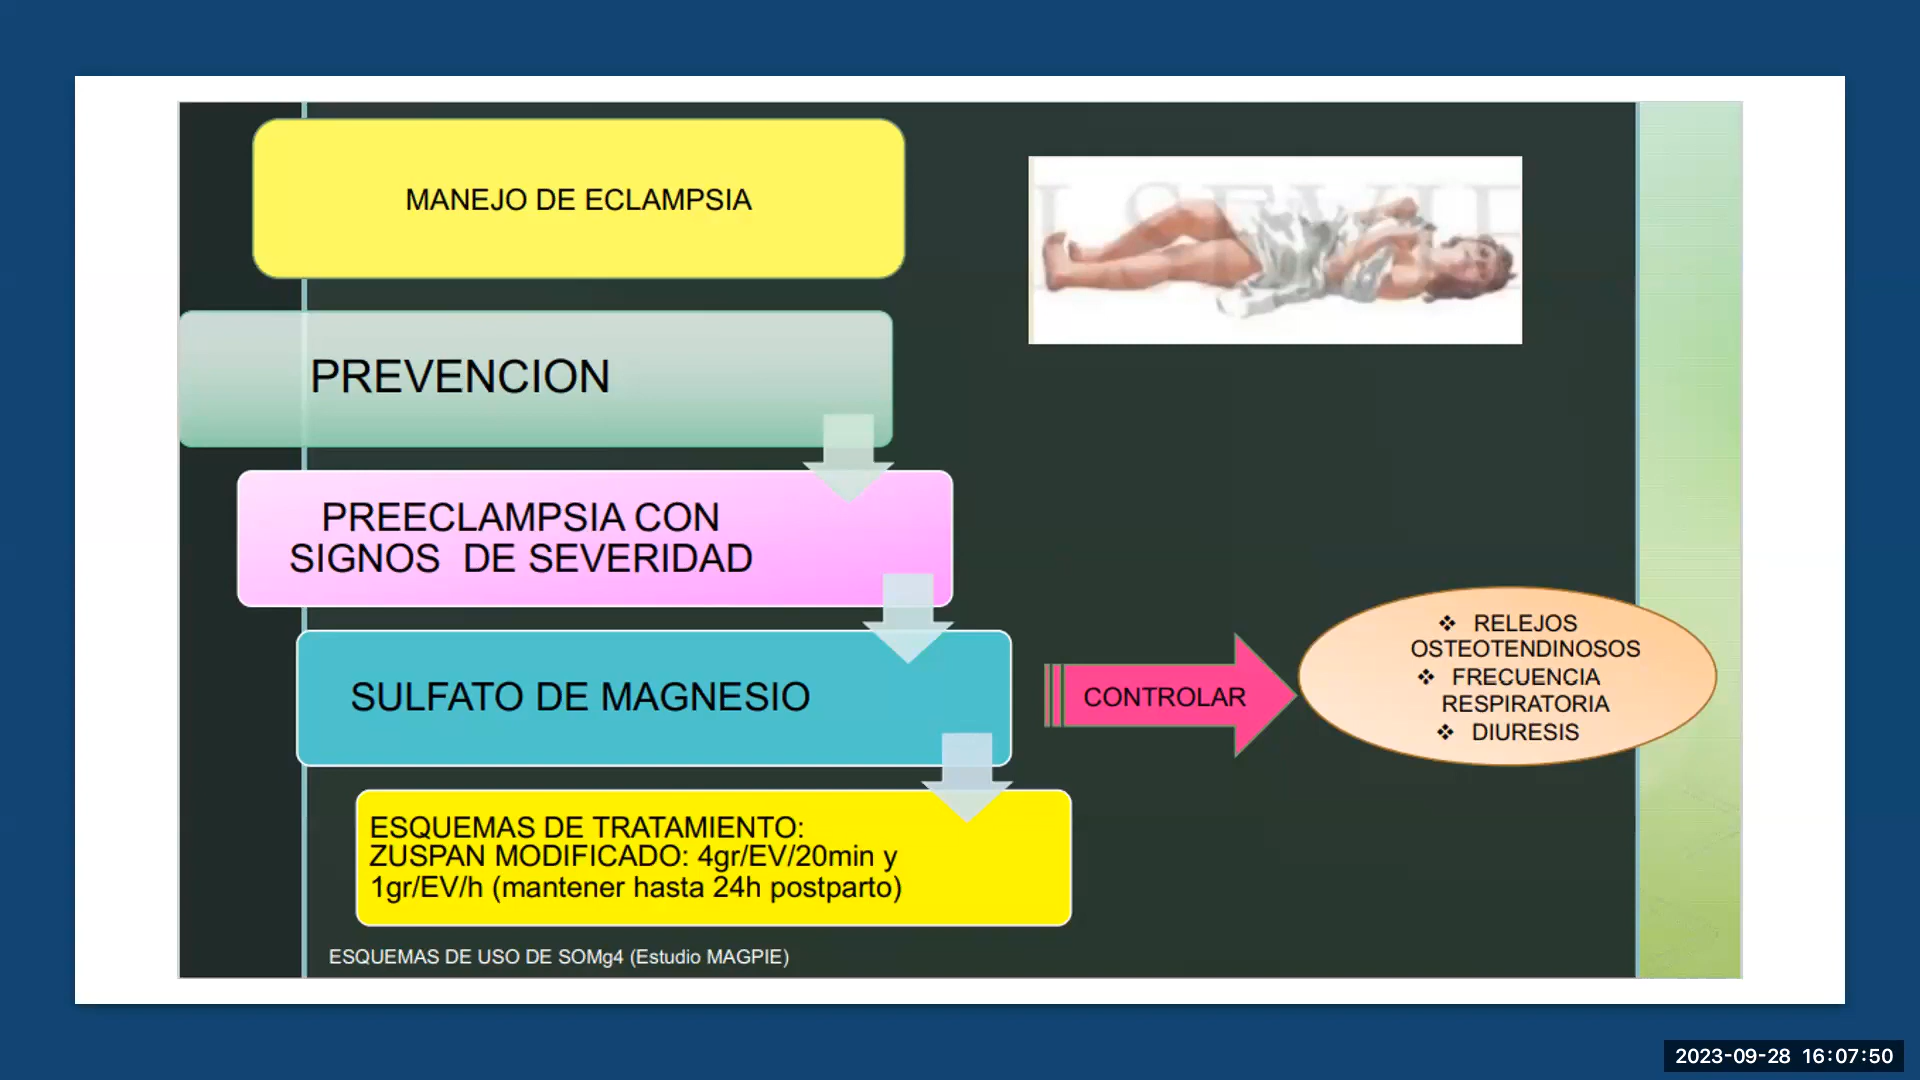 MANEJO DE ECLAMPSIA
LSEVIE
PREVENCION
PREECLAMPSIA CON
SIGNOS DE SEVERIDAD
SULFATO DE MAGNESIO
CONTROLAR
❖ RELEJOS
OSTEOTENDINOSOS
❖ FRECUENCIA
RESPIRATORIA
❖ DIURESIS
ESQUEMAS DE TRATAMIENTO:
ZUSPAN MODIFICADO: 4gr/EV/20min y
1gr/EV/h (mantener hasta 24h postparto)
ESQUEMAS DE USO DE SOMg4 (Estudio MAGPIE)
2023-09-28 16:07:50